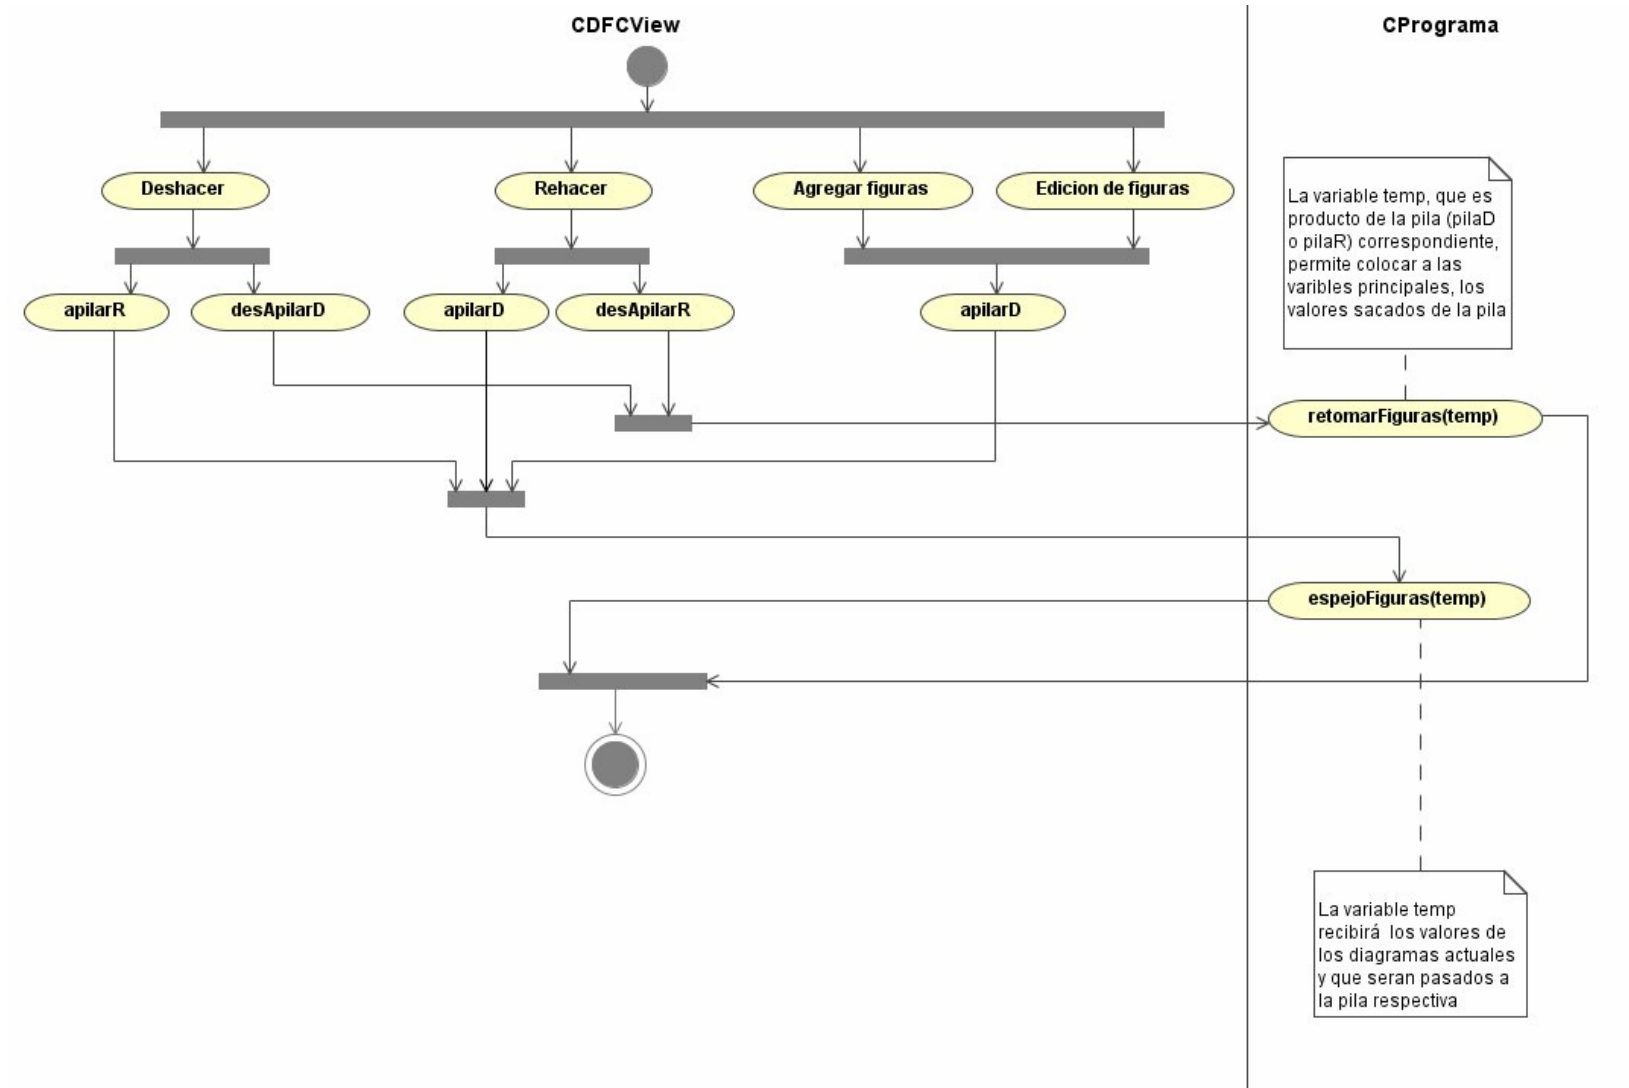 CDFCView
CPrograma
Deshacer
Rehacer
Agregar figuras
Edicion de figuras
La variable temp, que es
producto de la pila (pilaD
o pilaR) correspondiente,
permite colocar a las
varibles principales, los
valores sacados de la pila
apilarR
desApilarD
apilarD
desApilarR
apilarD
retomarFiguras(temp)
espejoFiguras(temp)
La variable temp
recibirá los valores de
los diagramas actuales
y que seran pasados a
la pila respectiva